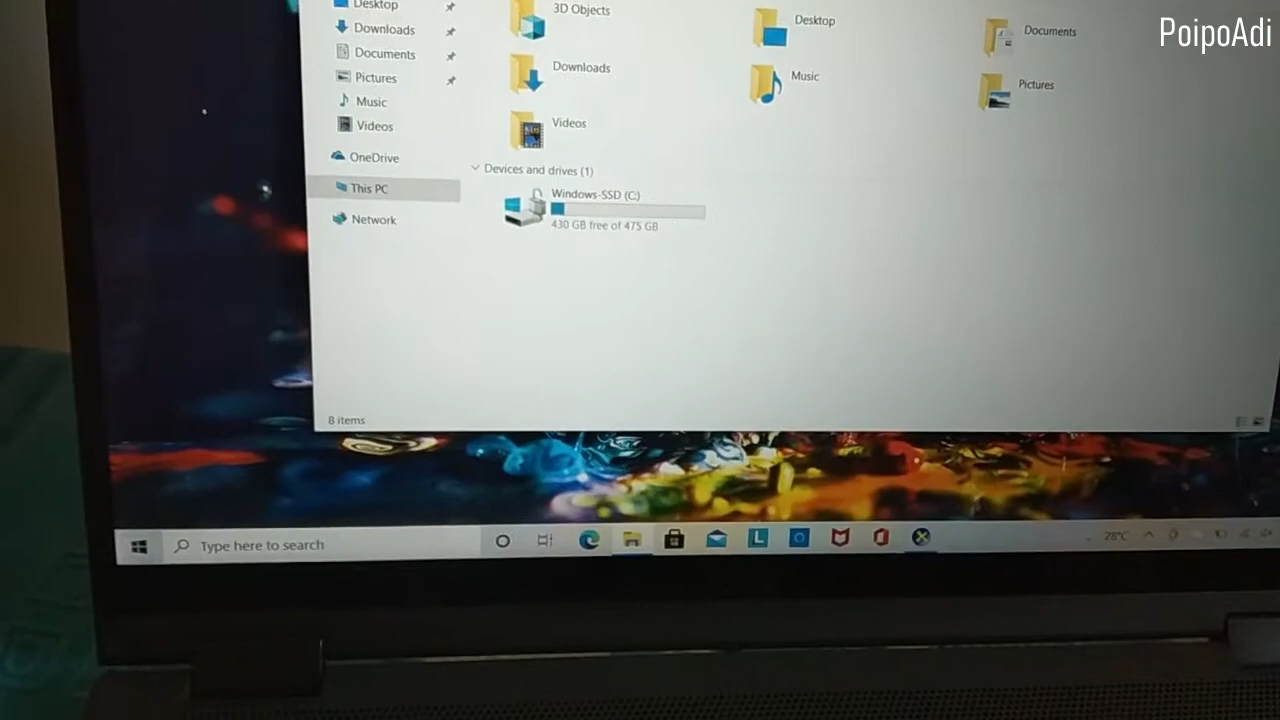 PoipoAdi
Desktop
Downloads
Documents
Pictures
Music
Videos
OneDrive
This PC
Network
3D Objects
Desktop
Documents
Downloads
Music
Pictures
Videos
Devices and drives (1)
Windows-SSD (C:)
430 GB free of 475 GB
8 items
Type here to search
L
28°C